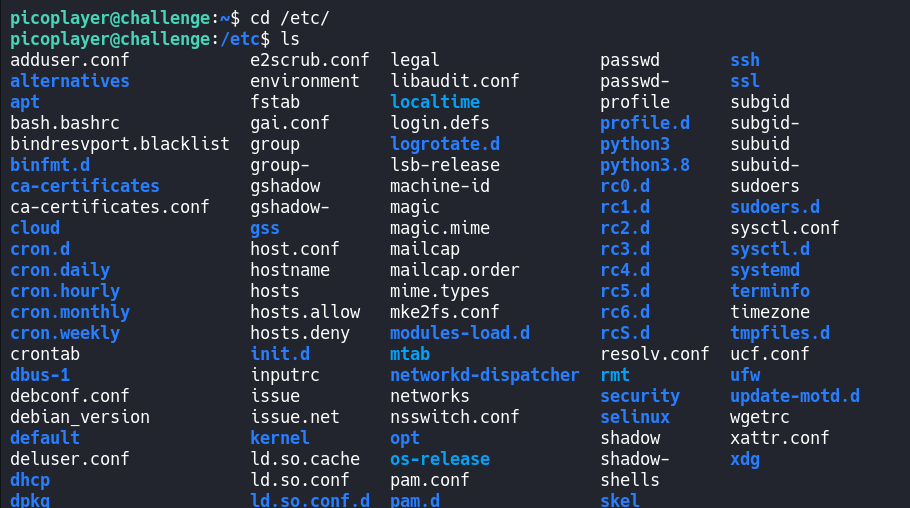 picoplayer@challenge:~$ cd /etc/
picoplayer@challenge:/etc$ ls
adduser.conf e2scrub.conf legal passwd ssh
alternatives environment libaudit.conf passwd- ssl
apt fstab localtime profile subgid
bash.bashrc gai.conf login.defs profile.d subgid-
bindresvport.blacklist group logrotate.d python3 subuid
binfmt.d group- lsb-release python3.8 subuid-
ca-certificates gshadow machine-id rc0.d sudoers
ca-certificates.conf gshadow- magic rc1.d sudoers.d
cloud gss magic.mime rc2.d sysctl.conf
cron.d host.conf mailcap rc3.d sysctl.d
cron.daily hostname mailcap.order rc4.d systemd
cron.hourly hosts mime.types rc5.d terminfo
cron.monthly hosts.allow mke2fs.conf rc6.d timezone
cron.weekly hosts.deny modules-load.d rcS.d tmpfiles.d
crontab init.d mtab resolv.conf ucf.conf
dbus-1 inputrc networkd-dispatcher rmt ufw
debconf.conf issue networks security update-motd.d
debian_version issue.net nsswitch.conf selinux wgetrc
default kernel opt shadow xattr.conf
deluser.conf ld.so.cache os-release shadow- xdg
dhcp ld.so.conf pam.conf shells
dpkg ld.so.conf.d pam.d skel